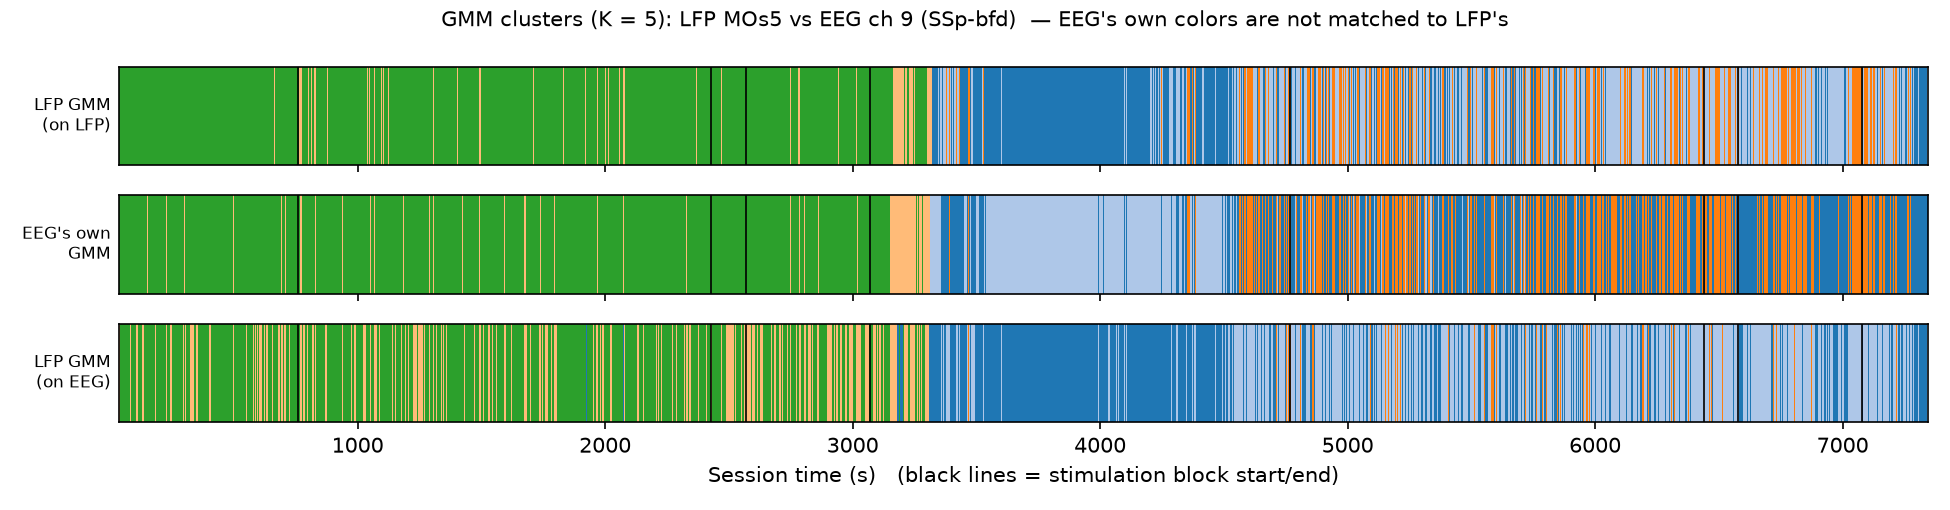 GMM clusters (K = 5): LFP MOs5 vs EEG ch 9 (SSp-bfd)  — EEG's own colors are not matched to LFP's
LFP GMM
(on LFP)
EEG's own
GMM
LFP GMM
(on EEG)
1000 2000 3000 4000 5000 6000 7000
Session time (s)   (black lines = stimulation block start/end)